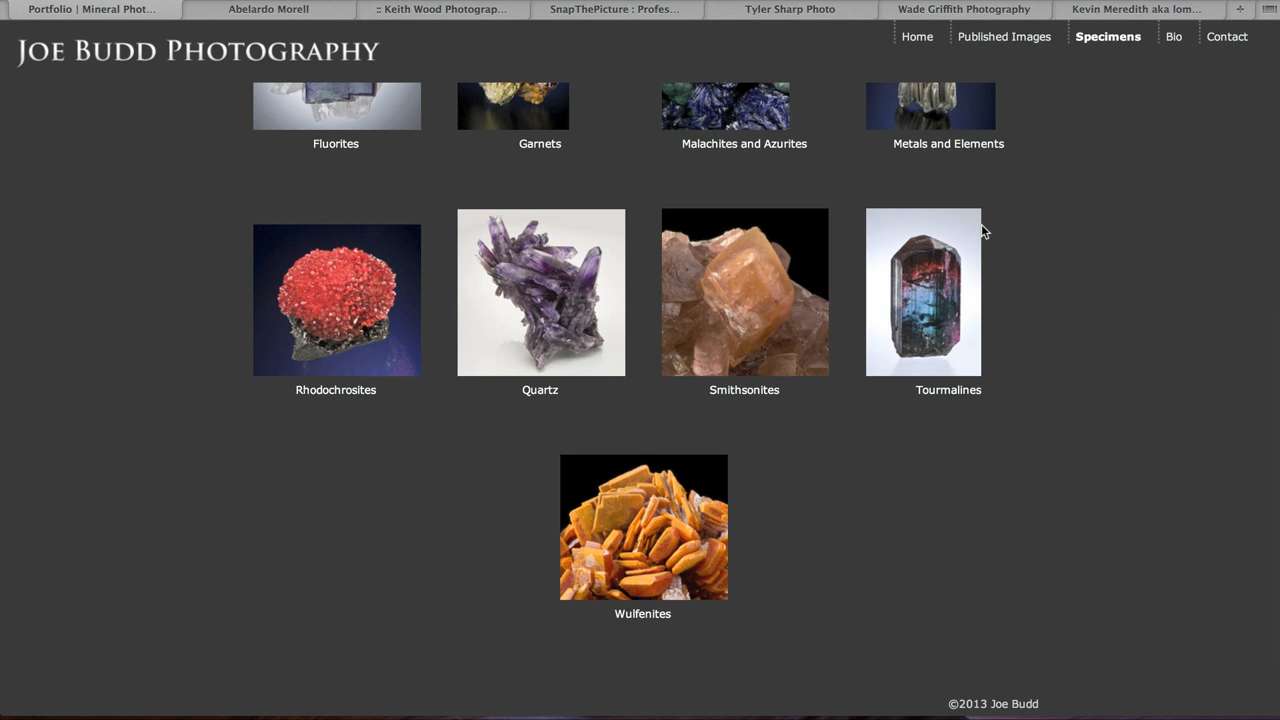 Portfolio | Mineral Phot...
Abelardo Morell
:: Keith Wood Photograp...
SnapThePicture : Profes...
Tyler Sharp Photo
Wade Griffith Photography
Kevin Meredith aka lom...
JOE BUDD PHOTOGRAPHY
Home
Published Images
Specimens
Bio
Contact
Fluorites
Garnets
Malachites and Azurites
Metals and Elements
Rhodochrosites
Quartz
Smithsonites
Tourmalines
Wulfenites
©2013 Joe Budd